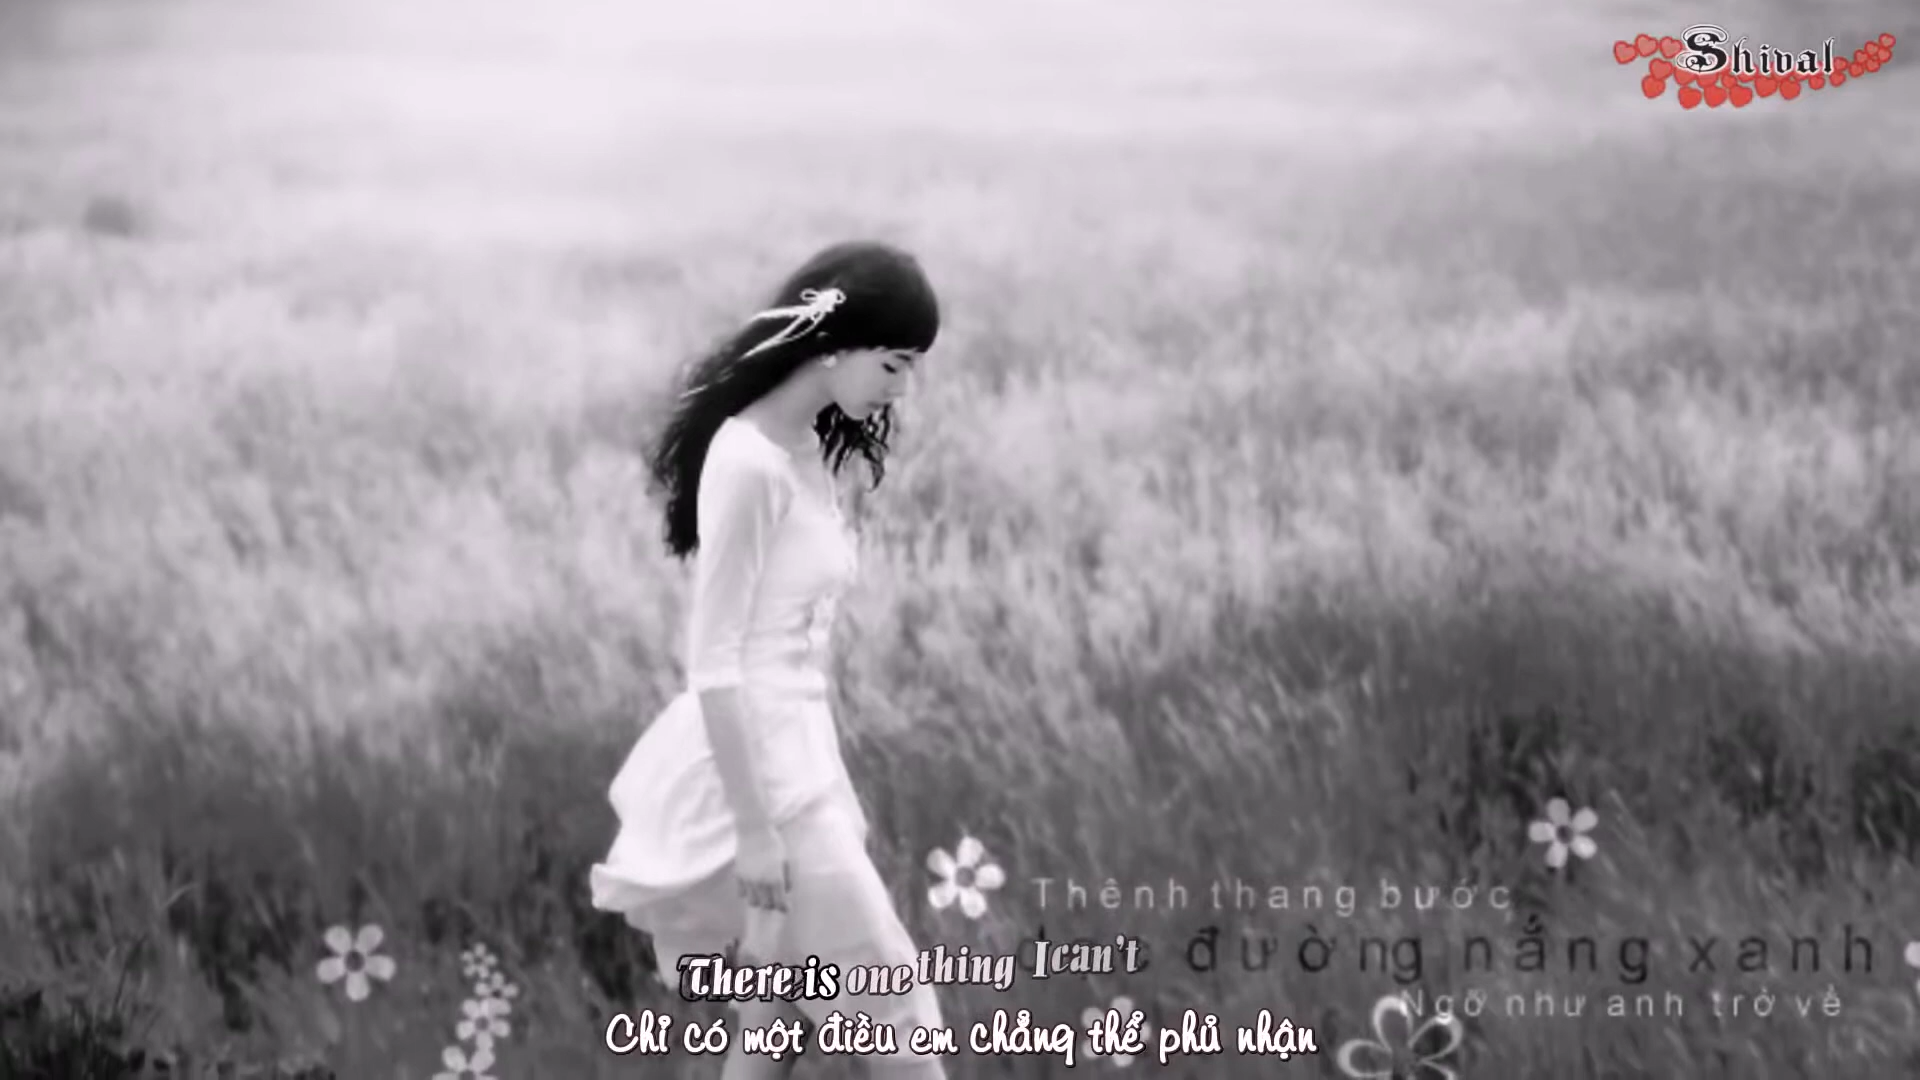 Shival
Thênh thang bước
đường nắng xanh
Ngỡ như anh trở về
There is one thing I can't
Chỉ có một điều em chẳng thể phủ nhận